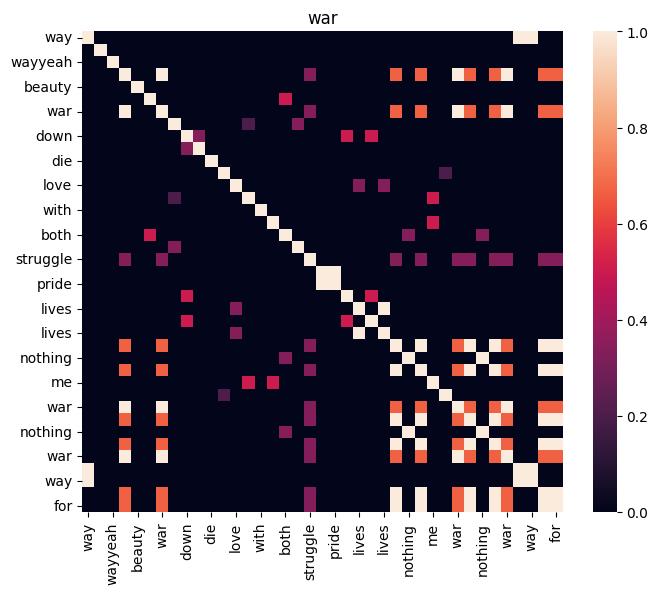 war
way
wayyeah
beauty
war
down
die
love
with
both
struggle
pride
lives
lives
nothing
me
war
nothing
war
way
for
1.0
0.8
0.6
0.4
0.2
0.0
way
wayyeah
beauty
war
down
die
love
with
both
struggle
pride
lives
lives
nothing
me
war
nothing
war
way
for